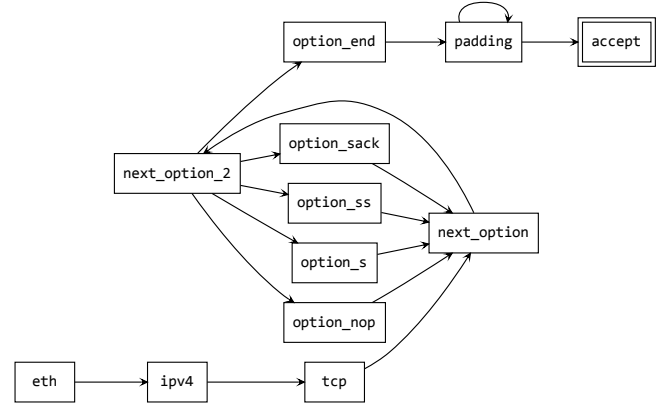 option_end
padding
accept
option_sack
next_option_2
option_ss
next_option
option_s
option_nop
eth
ipv4
tcp